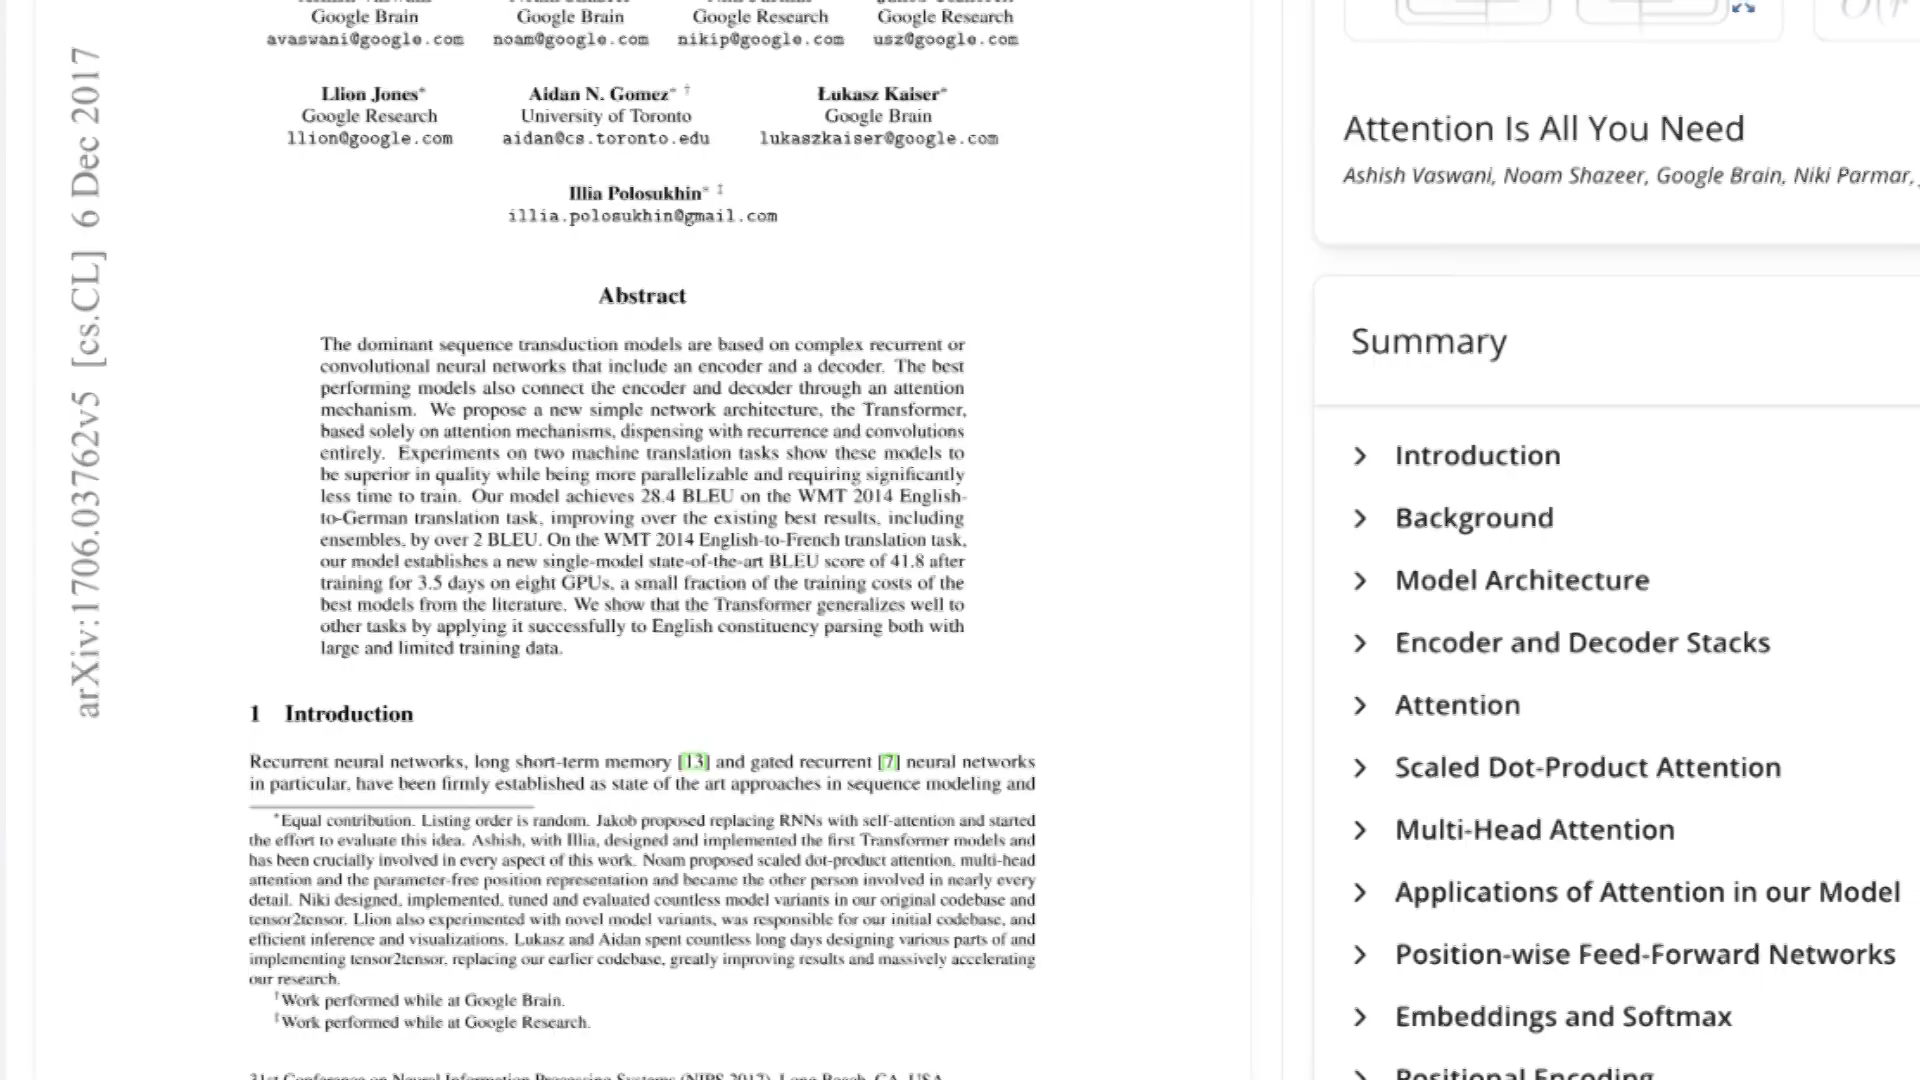 Google Brain
Google Brain
Google Research
Google Research
avaswani@google.com
noam@google.com
nikip@google.com
usz@google.com
Llion Jones*
Aidan N. Gomez* †
Łukasz Kaiser*
Google Research
University of Toronto
Google Brain
llion@google.com
aidan@cs.toronto.edu
lukaszkaiser@google.com
Illia Polosukhin* ‡
illia.polosukhin@gmail.com
arXiv:1706.03762v5 [cs.CL] 6 Dec 2017
Abstract
The dominant sequence transduction models are based on complex recurrent or
convolutional neural networks that include an encoder and a decoder. The best
performing models also connect the encoder and decoder through an attention
mechanism. We propose a new simple network architecture, the Transformer,
based solely on attention mechanisms, dispensing with recurrence and convolutions
entirely. Experiments on two machine translation tasks show these models to
be superior in quality while being more parallelizable and requiring significantly
less time to train. Our model achieves 28.4 BLEU on the WMT 2014 English-
to-German translation task, improving over the existing best results, including
ensembles, by over 2 BLEU. On the WMT 2014 English-to-French translation task,
our model establishes a new single-model state-of-the-art BLEU score of 41.8 after
training for 3.5 days on eight GPUs, a small fraction of the training costs of the
best models from the literature. We show that the Transformer generalizes well to
other tasks by applying it successfully to English constituency parsing both with
large and limited training data.
1 Introduction
Recurrent neural networks, long short-term memory [13] and gated recurrent [7] neural networks
in particular, have been firmly established as state of the art approaches in sequence modeling and
*Equal contribution. Listing order is random. Jakob proposed replacing RNNs with self-attention and started
the effort to evaluate this idea. Ashish, with Illia, designed and implemented the first Transformer models and
has been crucially involved in every aspect of this work. Noam proposed scaled dot-product attention, multi-head
attention and the parameter-free position representation and became the other person involved in nearly every
detail. Niki designed, implemented, tuned and evaluated countless model variants in our original codebase and
tensor2tensor. Llion also experimented with novel model variants, was responsible for our initial codebase, and
efficient inference and visualizations. Lukasz and Aidan spent countless long days designing various parts of and
implementing tensor2tensor, replacing our earlier codebase, greatly improving results and massively accelerating
our research.
†Work performed while at Google Brain.
‡Work performed while at Google Research.
31st Conference on Neural Information Processing Systems (NIPS 2017), Long Beach, CA, USA.
Attention Is All You Need
Ashish Vaswani, Noam Shazeer, Google Brain, Niki Parmar,
Summary
Introduction
Background
Model Architecture
Encoder and Decoder Stacks
Attention
Scaled Dot-Product Attention
Multi-Head Attention
Applications of Attention in our Model
Position-wise Feed-Forward Networks
Embeddings and Softmax
Positional Encoding